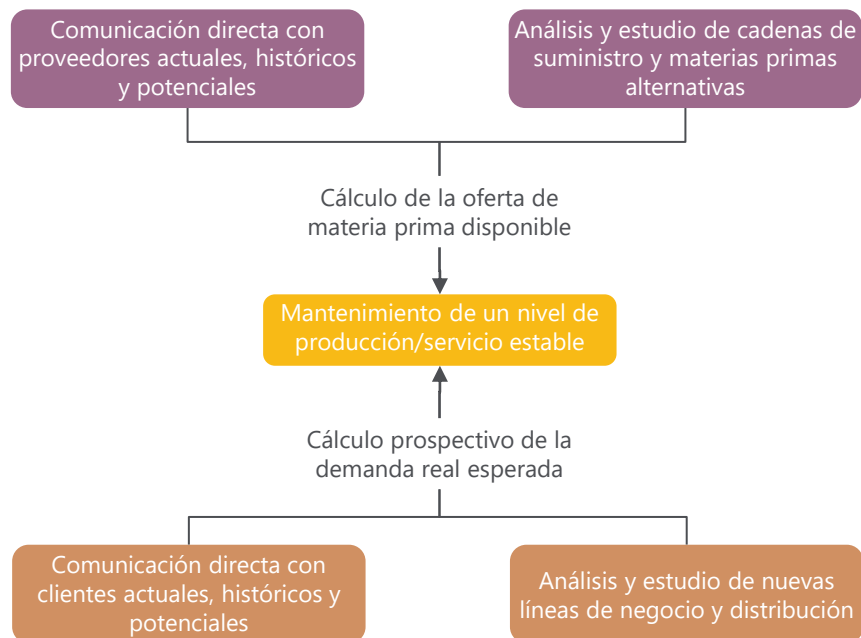 Comunicación directa con
proveedores actuales, históricos
y potenciales
Análisis y estudio de cadenas de
suministro y materias primas
alternativas
Cálculo de la oferta de
materia prima disponible
Mantenimiento de un nivel de
producción/servicio estable
Cálculo prospectivo de la
demanda real esperada
Comunicación directa con
clientes actuales, históricos y
potenciales
Análisis y estudio de nuevas
líneas de negocio y distribución